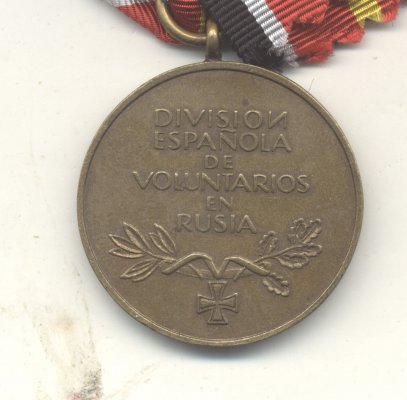 DIVISION
ESPAÑOLA
DE
VOLUNTARIOS
EN
RUSIA